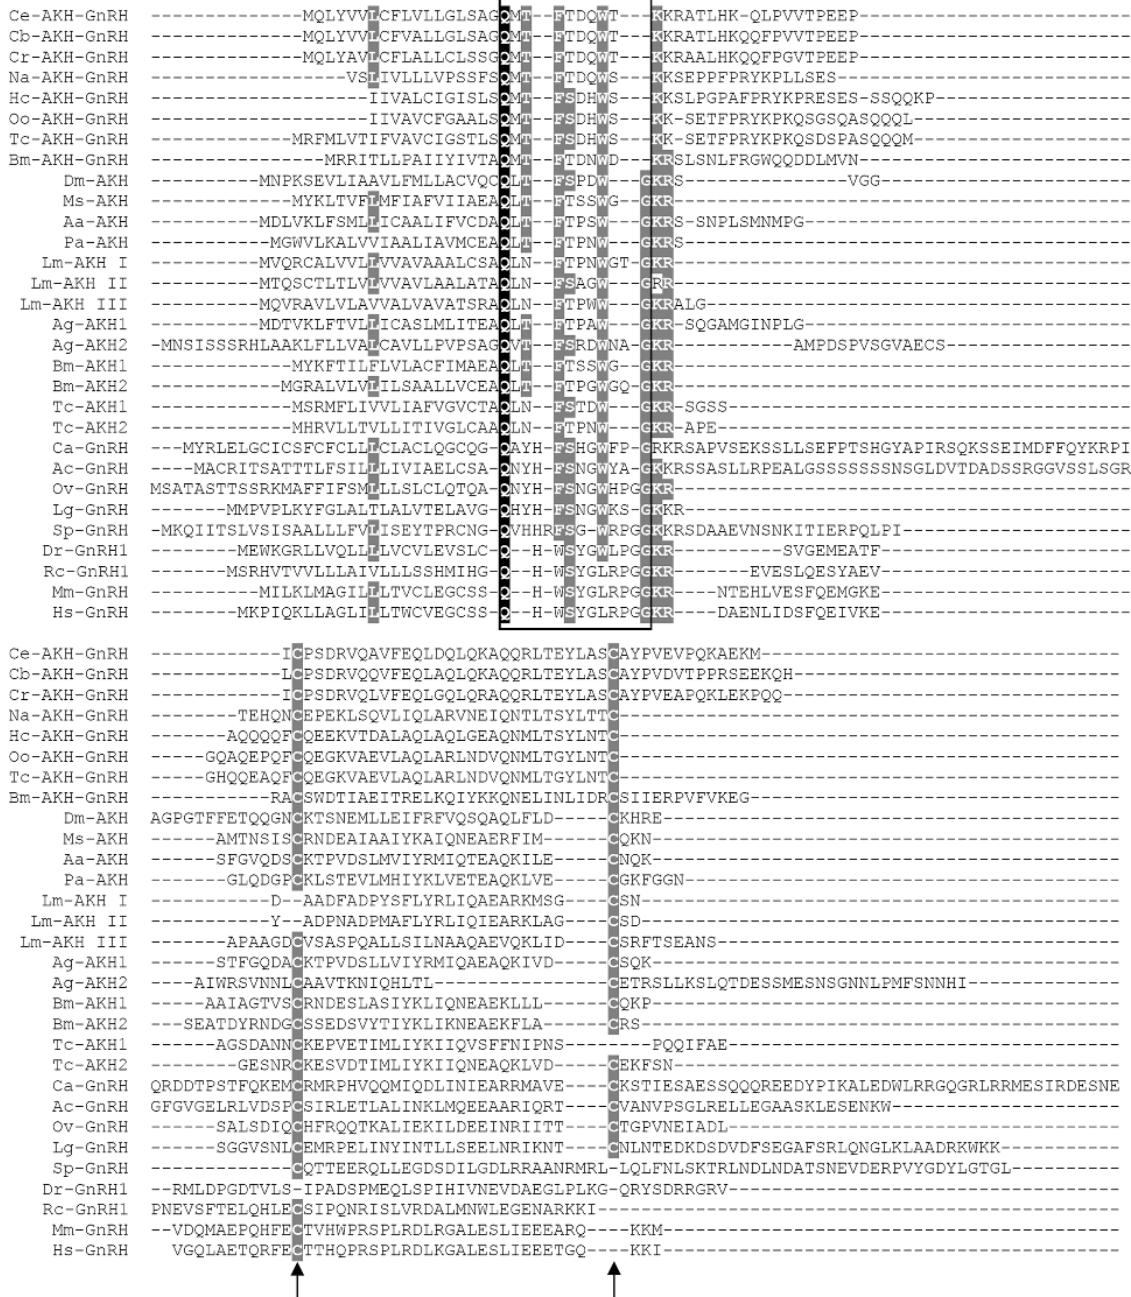 Ce-AKH-GnRH --------------MQLYVVLCFLVLLGLSAGQMT--FTDQWT---KKRATLHK-QLPVVTPEEP-------------------------
Cb-AKH-GnRH --------------MQLYVVLCFVALLGLSAGQMT--FTDQWT---KKRATLHKQQFPVVTPEEP-------------------------
Cr-AKH-GnRH --------------MQLYAVLCFLALLCLSSGQMT--FTDQWT---KKRAALHKQQFPGVTPEEP-------------------------
Na-AKH-GnRH ------------------VSLIVLLLVPSSFSQMT--FTDQWS---KKSEPPFPRYKPLLSES---------------------------
Hc-AKH-GnRH --------------------IIVALCIGISLSQMT--FSDHWS---KKSLPGPAFPRYKPRESES-SSQQKP------------------
Oo-AKH-GnRH --------------------IIVAVCFGAALSQMT--FSDHWS---KK-SETFPRYKPKQSGSQASQQQL--------------------
Tc-AKH-GnRH -------------MRFMLVTIFVAVCIGSTLSQMT--FSDHWS---KK-SETFPRYKPKQSDSPASQQQM--------------------
Bm-AKH-GnRH ----------------MRRITLLPAIIYIVTAQMT--FTDNWD---KRSLSNLFRGWQQDDLMVN-------------------------
Dm-AKH ----------MNPKSEVLIAAVLFMLLACVQCQLT--FSPDW---GKRS---------------VGG-----------------------
Ms-AKH -------------MYKLTVFLMFIAFVIIAEAQLT--FTSSWG--GKR------------------------------------------
Aa-AKH ----------MDLVKLFSMLLICAALIFVCDAQLT--FTPSW---GKRS-SNPLSMNMPG------------------------------
Pa-AKH -----------MGWVLKALVVIAALIAVMCEAQLT--FTPNW---GKRS-----------------------------------------
Lm-AKH I ----------MVQRCALVVLLVVAVAAALCSAQLN--FTPNWGT-GKR------------------------------------------
Lm-AKH II ----------MTQSCTLTLVLVVAVLAALATAQLN--FSAGW---GRR------------------------------------------
Lm-AKH III ----------MQVRAVLVLAVVALVAVATSRAQLN--FTPWW---GKRALG---------------------------------------
Ag-AKH1 ----------MDTVKLFTVLLICASLMLITEAQLT--FTPAW---GKR-SQGAMGINPLG------------------------------
Ag-AKH2 -MNSISSSRHLAAKLFLLVALCAVLLPVPSAGQVT--FSRDWNA-GKR-----------AMPDSPVSGVAECS-----------------
Bm-AKH1 -------------MYKFTILFLVLACFIMAEAQLT--FTSSWG--GKR------------------------------------------
Bm-AKH2 ------------MGRALVLVLILSAALLVCEAQLT--FTPGWGQ-GKR------------------------------------------
Tc-AKH1 -------------MSRMFLIVVLIAFVGVCTAQLN--FSTDW---GKR-SGSS-------------------------------------
Tc-AKH2 -------------MHRVLLTVLLITIVGLCAAQLN--FTPNW---GKR-APE--------------------------------------
Ca-GnRH ---MYRLELGCICSFCFCLLLCLACLQGCQG-QAYH-FSHGWFP-GRKRSAPVSEKSSLLSEFPTSHGYAPIRSQKSSEIMDFFQYKRPI
Ac-GnRH ----MACRITSATTTLFSILLLIVIAELCSA-QNYH-FSNGWYA-GKKRSSASLLRPEALGSSSSSSSNSGLDVTDADSSRGGVSSLSGR
Ov-GnRH MSATASTTSSRKMAFFIFSMLLLSLCLQTQA-QNYH-FSNGWHPGGKR------------------------------------------
Lg-GnRH ---------MMPVPLKYFGLALTLALVTELAVG-QHYH-FSNGWKS-GKKR---------------------------------------
Sp-GnRH -MKQIITSLVSISAALLLFVLISEYTPRCNG-QVHHRFSG-WRPGGKKRSDAAEVNSNKITIERPQLPI---------------------
Dr-GnRH1 --------MEWKGRLLVQLLLLVCVLEVSLC-Q--H-WSYGWLPGGKR----------SVGEMEATF-----------------------
Rc-GnRH1 --------MSRHVTVVLLLAIVLLLSSHMIHG-Q--H-WSYGLRPGGKR-------EVESLQESYAEV----------------------
Mm-GnRH --------MILKLMAGILLLTVCLEGCSS-Q--H-WSYGLRPGGKR----NTEHLVESFQEMGKE-------------------------
Hs-GnRH --------MKPIQKLLAGLILLTWCVEGCSS-Q--H-WSYGLRPGGKR----DAENLIDSFQEIVKE-----------------------
Ce-AKH-GnRH ------------ICPSDRVQAVFEQLDQLQKAQQRLTEYLASCAYPVEVPQKAEKM---------------------------------
Cb-AKH-GnRH ------------LCPSDRVQQVFEQLAQLQKAQQRLTEYLASCAYPVDVTPPRSEEKQH------------------------------
Cr-AKH-GnRH ------------ICPSDRVQLVFEQLGQLQRAQQRLTEYLASCAYPVEAPQKLEKPQQ-------------------------------
Na-AKH-GnRH --------TEHQNCEPEKLSQVLIQLARVNEIQNTLTSYLTTC----------------------------------------------
Hc-AKH-GnRH -------AQQQQFCQEEKVTDALAQLAQLGEAQNMLTSYLNTC----------------------------------------------
Oo-AKH-GnRH -----GQAQEPQFCQEGKVAEVLAQLARLNDVQNMLTGYLNTC----------------------------------------------
Tc-AKH-GnRH -----GHQQEAQFCQEGKVAEVLAQLARLNDVQNMLTGYLNTC----------------------------------------------
Bm-AKH-GnRH -----------RACSWDTIAEITRELKQIYKKQNELINLIDRCSIIERPVFVKEG----------------------------------
Dm-AKH AGPGTFFETQQGNCKTSNEMLLEIFRFVQSQAQLFLD-----CKHRE------------------------------------------
Ms-AKH ------AMTNSISCRNDEAIAAIYKAIQNEAERFIM------CQKN-------------------------------------------
Aa-AKH ------SFGVQDSCKTPVDSLMVIYRMIQTEAQKILE-----CNQK-------------------------------------------
Pa-AKH -------GLQDGPCKLSTEVLMHIYKLVETEAQKLVE-----CGKFGGN----------------------------------------
Lm-AKH I -----------D--AADFADPYSFLYRLIQAEARKMSG----CSN--------------------------------------------
Lm-AKH II -----------Y--ADPNADPMAFLYRLIQIEARKLAG----CSD--------------------------------------------
Lm-AKH III -------APAAGDCVSASPQALLSILNAAQAEVQKLID----CSRFTSEANS-------------------------------------
Ag-AKH1 ------STFGQDACKTPVDSLLVIYRMIQAEAQKIVD-----CSQK-------------------------------------------
Ag-AKH2 ----AIWRSVNNLCAAVTKNIQHLTL----------------CETRSLLKSLQTDESSMESNSGNNLPMFSNNHI--------------
Bm-AKH1 -----AAIAGTVSCRNDESLASIYKLIQNEAEKLLL------CQKP-------------------------------------------
Bm-AKH2 ---SEATDYRNDGCSSEDSVYTIYKLIKNEAEKFLA------CRS--------------------------------------------
Tc-AKH1 ------AGSDANNCKEPVETIMLIYKIIQVSFFNIPNS-------PQQIFAE-------------------------------------
Tc-AKH2 --------GESNRCKESVDTIMLIYKIIQNEAQKLVD-----CEKFSN-----------------------------------------
Ca-GnRH QRDDTPSTFQKEMCRMRPHVQQMIQDLINIEARRMAVE----CKSTIESAESSQQQREEDYPIKALEDWLRRGQGRLRRMESIRDESNE
Ac-GnRH GFGVGELRLVDSPCSIRLETLALINKLMQEEAARIQRT----CVANVPSGLRELLEGAASKLESENKW---------------------
Ov-GnRH ------SALSDIQCHFRQQTKALIEKILDEEINRIITT----CTGPVNEIADL------------------------------------
Lg-GnRH -----SGGVSNLCEMRPELINYINTLLSEELNRIKNT-----CNLNTEDKDSDVDFSEGAFSRLQNGLKLAADRKWKK-----------
Sp-GnRH -------------CQTTEERQLLEGDSDILGDLRRAANRMRL-LQLFNLSKTRLNDLNDATSNEVDERPVYGDYLGTGL----------
Dr-GnRH1 --RMLDPGDTVLS-IPADSPMEQLSPIHIVNEVDAEGLPLKG-QRYSDRRGRV------------------------------------
Rc-GnRH1 PNEVSFTELQHLECSIPQNRISLVRDALMNWLEGENARKKI------------------------------------------------
Mm-GnRH --VDQMAEPQHFECTVHWPRSPLRDLRGALESLIEEEARQ----KKM------------------------------------------
Hs-GnRH --VGQLAETQRFECTTHQPRSPLRDLKGALESLIEEETGQ----KKI------------------------------------------